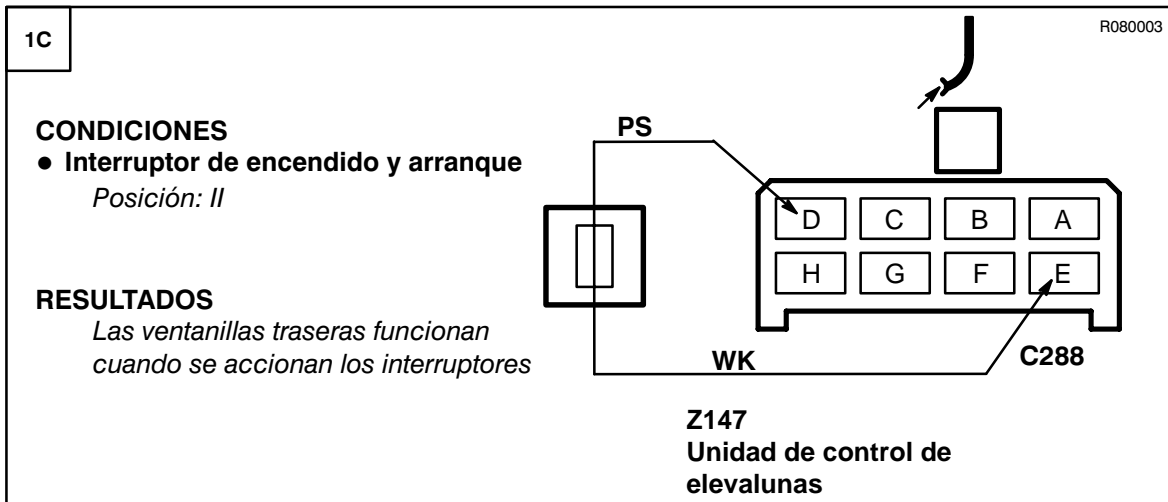 1C
R080003
CONDICIONES
● Interruptor de encendido y arranque
Posición: II
RESULTADOS
Las ventanillas traseras funcionan
cuando se accionan los interruptores
PS
D C B A
H G F E
WK
C288
Z147
Unidad de control de
elevalunas